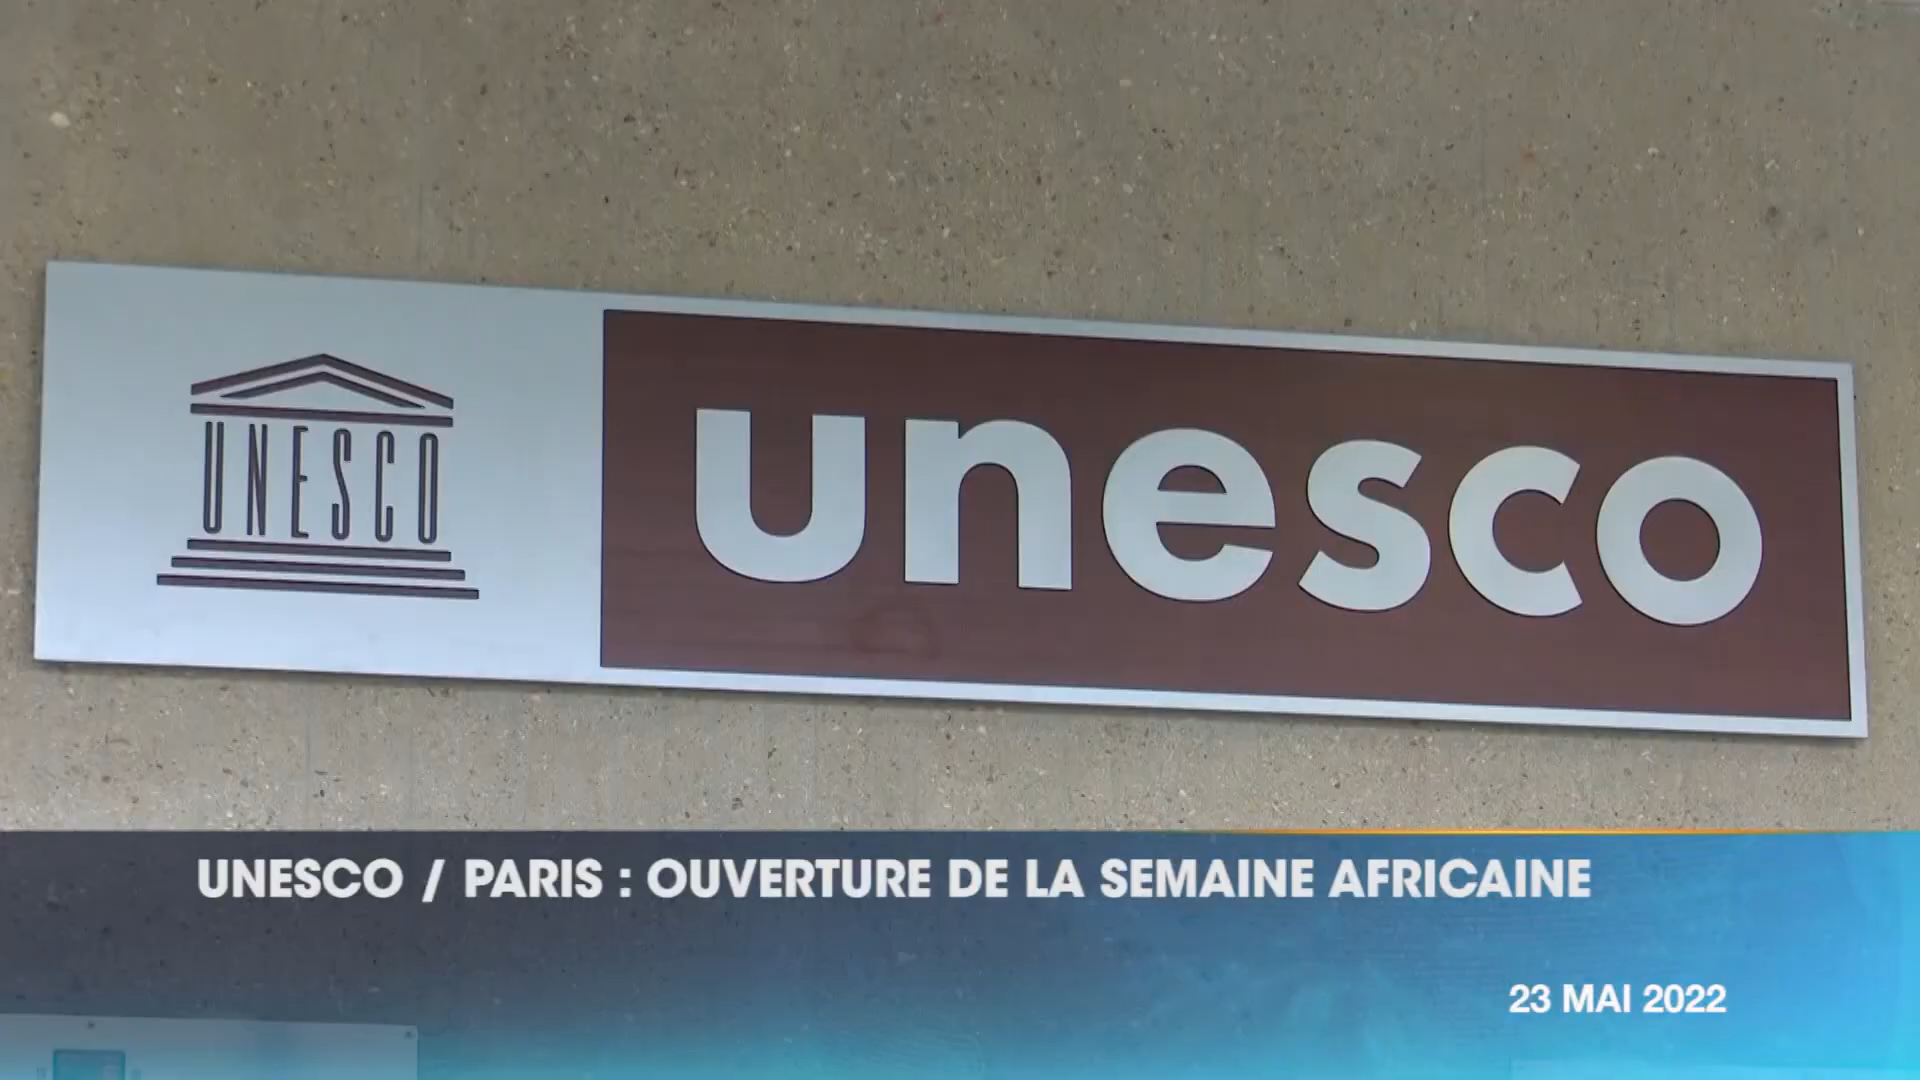 UNESCO
unesco
UNESCO / PARIS : OUVERTURE DE LA SEMAINE AFRICAINE
23 MAI 2022